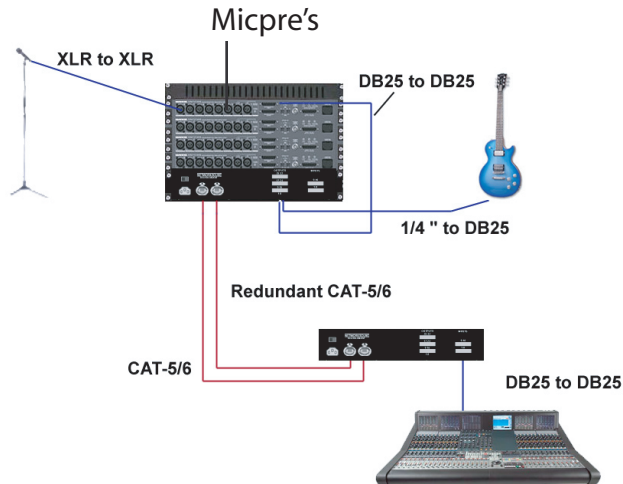 Micpre's
XLR to XLR
DB25 to DB25
1/4 " to DB25
Redundant CAT-5/6
CAT-5/6
DB25 to DB25